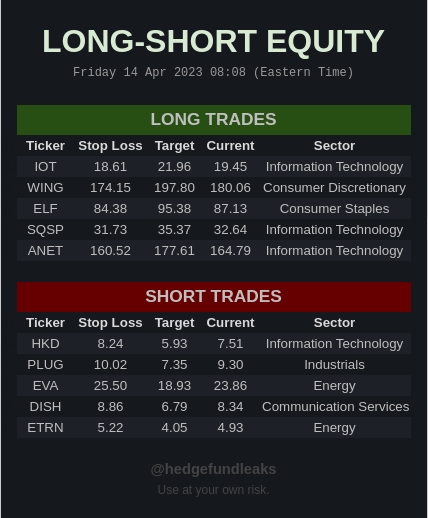 LONG-SHORT EQUITY
Friday 14 Apr 2023 08:08 (Eastern Time)
LONG TRADES
Ticker Stop Loss Target Current Sector
IOT 18.61 21.96 19.45 Information Technology
WING 174.15 197.80 180.06 Consumer Discretionary
ELF 84.38 95.38 87.13 Consumer Staples
SQSP 31.73 35.37 32.64 Information Technology
ANET 160.52 177.61 164.79 Information Technology
SHORT TRADES
Ticker Stop Loss Target Current Sector
HKD 8.24 5.93 7.51 Information Technology
PLUG 10.02 7.35 9.30 Industrials
EVA 25.50 18.93 23.86 Energy
DISH 8.86 6.79 8.34 Communication Services
ETRN 5.22 4.05 4.93 Energy
@hedgefundleaks
Use at your own risk.